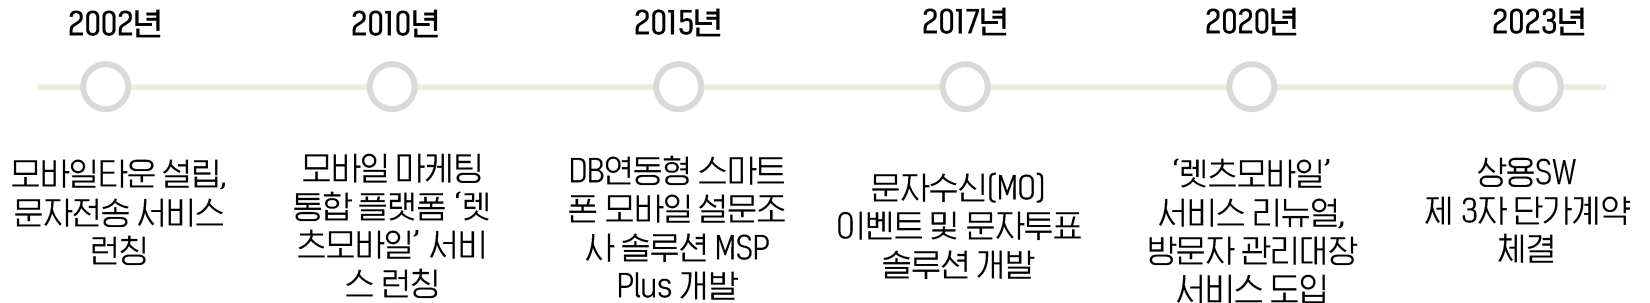 2002년
모바일타운 설립,
문자전송 서비스
런칭
2010년
모바일 마케팅
통합 플랫폼 ‘렛
츠모바일’ 서비
스 런칭
2015년
DB연동형 스마트
폰 모바일 설문조
사 솔루션 MSP
Plus 개발
2017년
문자수신(MO)
이벤트 및 문자투표
솔루션 개발
2020년
‘렛츠모바일’
서비스 리뉴얼,
방문자 관리대장
서비스 도입
2023년
상용SW
제 3자 단가계약
체결